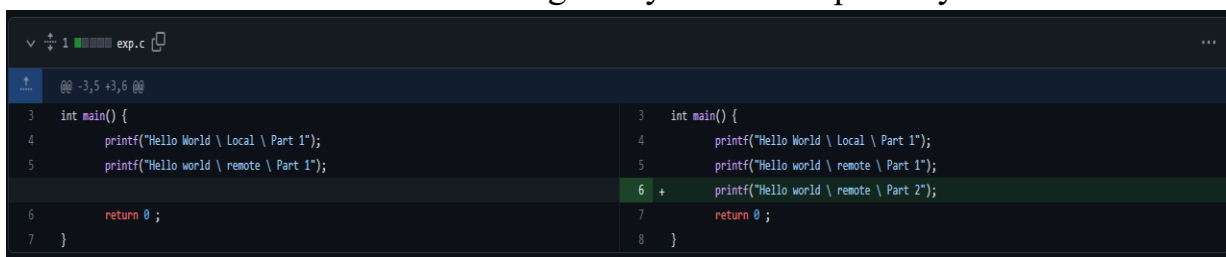 1 exp.c
@@ -3,5 +3,6 @@
3 int main() {
4 printf("Hello World \ Local \ Part 1");
5 printf("Hello world \ remote \ Part 1");
6 return 0 ;
7 }
3 int main() {
4 printf("Hello World \ Local \ Part 1");
5 printf("Hello world \ remote \ Part 1");
6 + printf("Hello world \ remote \ Part 2");
7 return 0 ;
8 }